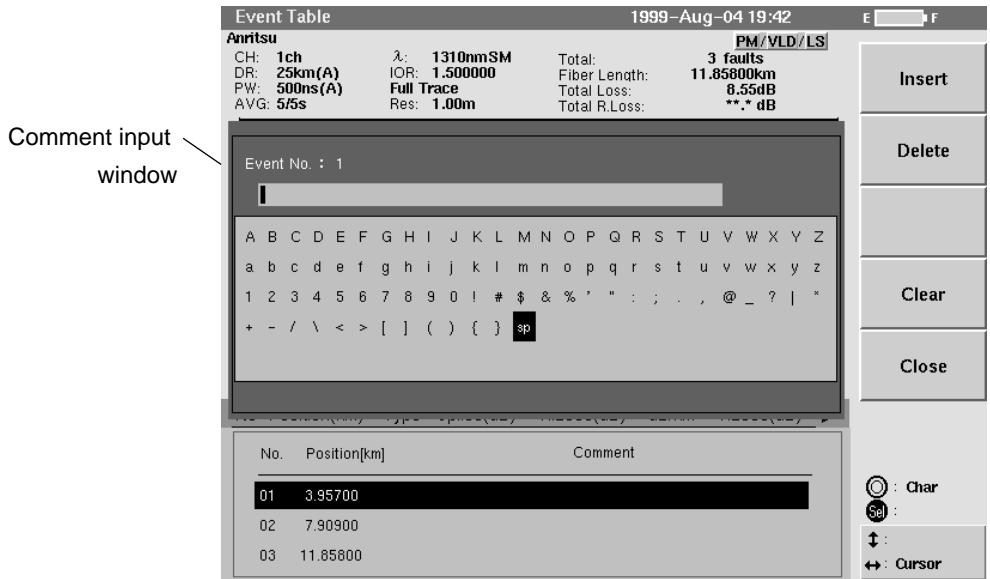 Event Table 1999-Aug-04 19:42 E F
Anritsu PM/VLD/LS
CH: 1ch λ: 1310nmSM Total: 3 faults
DR: 25km(A) IOR: 1.500000 Fiber Length: 11.85800km
PW: 500ns(A) Full Trace Total Loss: 8.55dB
AVG: 5/5s Res: 1.00m Total R.Loss: **.* dB
Insert
Comment input
window
Delete
Event No. : 1
A B C D E F G H I J K L M N O P Q R S T U V W X Y Z
a b c d e f g h i j k l m n o p q r s t u v w x y z
1 2 3 4 5 6 7 8 9 0 ! # $ & % ' " : ; . , @ _ ? | *
+ - / \ < > [ ] ( ) { } sp
Clear
Close
No. Position[km] Comment
01 3.95700
02 7.90900
03 11.85800
: Char
Sel :
↕ :
↔ : Cursor